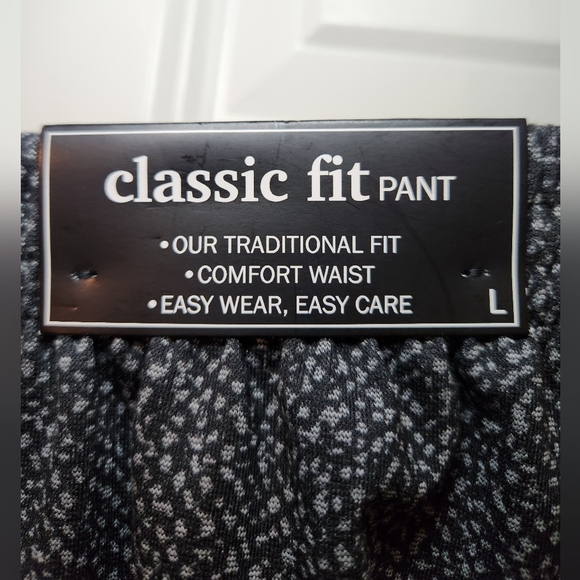 classic fit PANT
•OUR TRADITIONAL FIT
•COMFORT WAIST
•EASY WEAR, EASY CARE
L